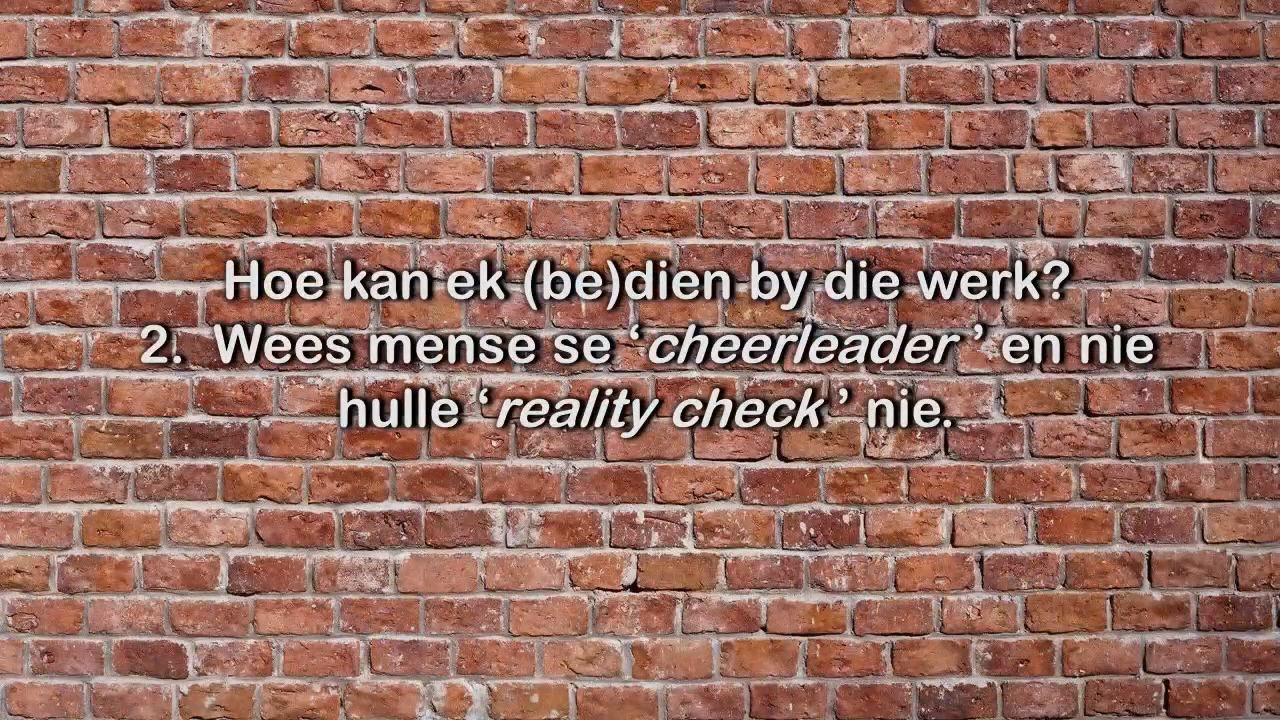 Hoe kan ek (be)dien by die werk?
2. Wees mense se ‘cheerleader’ en nie
hulle ‘reality check’ nie.